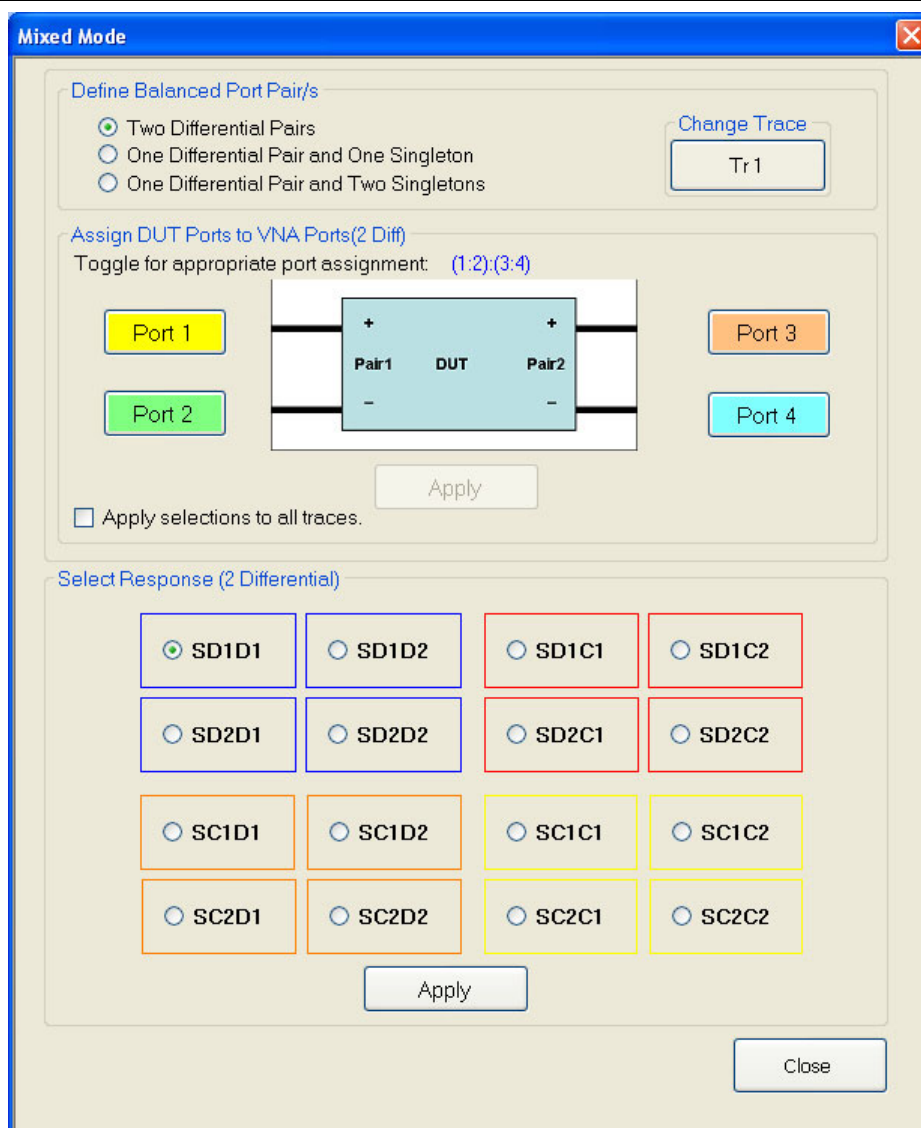 Mixed Mode
Define Balanced Port Pair/s
Two Differential Pairs
One Differential Pair and One Singleton
One Differential Pair and Two Singletons
Change Trace
Tr1
Assign DUT Ports to VNA Ports(2 Diff)
Toggle for appropriate port assignment: (1:2):(3:4)
Port 1
Port 2
+ +
Pair1 DUT Pair2
− −
Port 3
Port 4
Apply
Apply selections to all traces.
Select Response (2 Differential)
SD1D1 SD1D2 SD1C1 SD1C2
SD2D1 SD2D2 SD2C1 SD2C2
SC1D1 SC1D2 SC1C1 SC1C2
SC2D1 SC2D2 SC2C1 SC2C2
Apply
Close